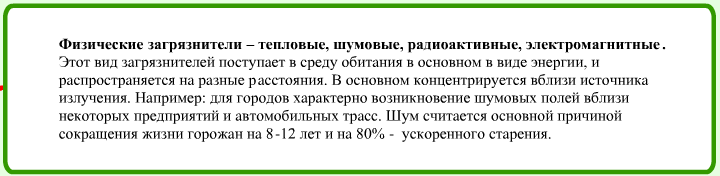 Физические загрязнители – тепловые, шумовые, радиоактивные, электромагнитные.
Этот вид загрязнителей поступает в среду обитания в основном в виде энергии, и
распространяется на разные расстояния. В основном концентрируется вблизи источника
излучения. Например: для городов характерно возникновение шумовых полей вблизи
некоторых предприятий и автомобильных трасс. Шум считается основной причиной
сокращения жизни горожан на 8-12 лет и на 80% - ускоренного старения.